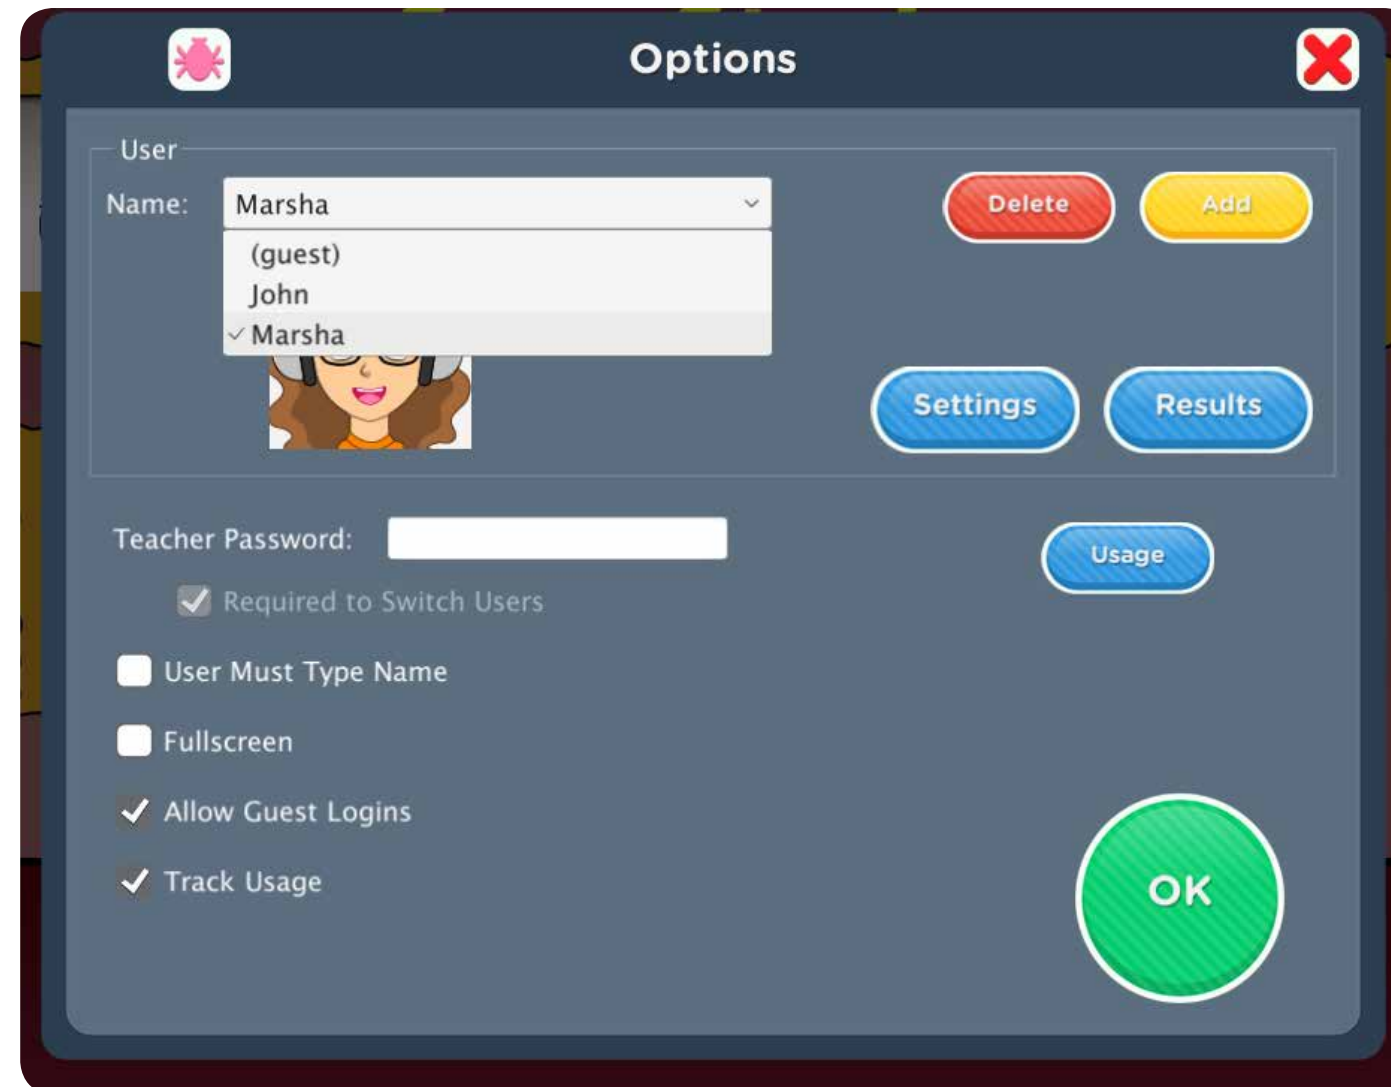 Options
User
Name:
Marsha
Delete
Add
(guest)
John
Marsha
Settings
Results
Teacher Password:
Usage
Required to Switch Users
User Must Type Name
Fullscreen
Allow Guest Logins
Track Usage
OK